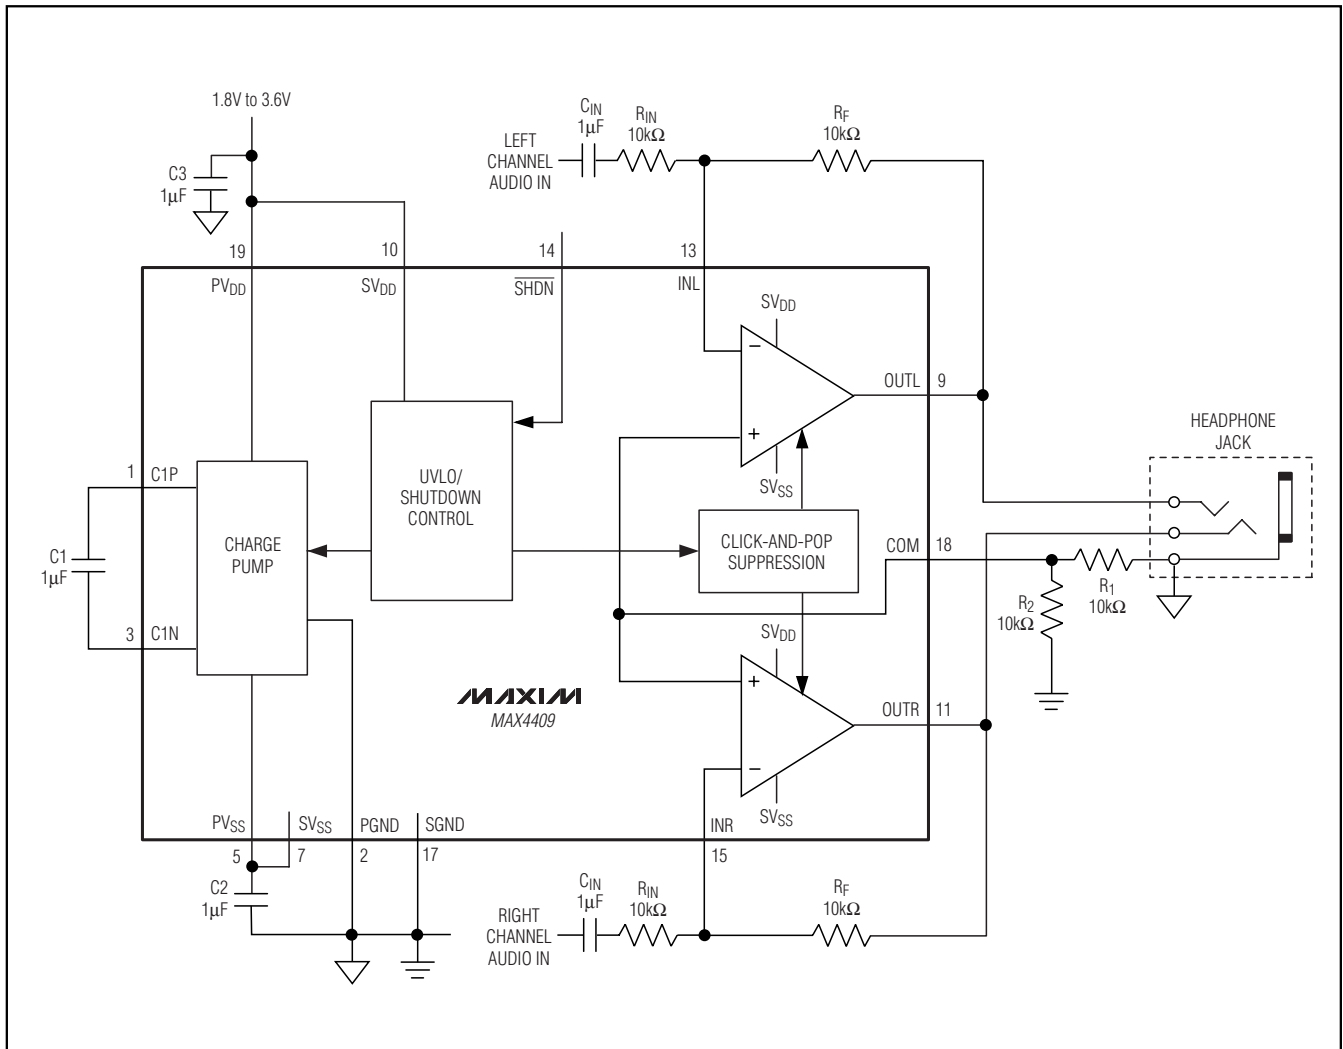 1.8V to 3.6V
C3
1μF
LEFT
CHANNEL
AUDIO IN
CIN
1μF
RIN
10kΩ
RF
10kΩ
19
10
14
13
PVDD
SVDD
SHDN
INL
SVDD
−
+
SVSS
OUTL
9
HEADPHONE
JACK
1
C1P
C1
1μF
3
C1N
CHARGE
PUMP
UVLO/
SHUTDOWN
CONTROL
CLICK-AND-POP
SUPPRESSION
COM
18
R1
10kΩ
R2
10kΩ
SVDD
+
−
SVSS
OUTR
11
MAXIM
MAX4409
PVSS
SVSS
PGND
SGND
INR
5
7
2
17
15
C2
1μF
RIGHT
CHANNEL
AUDIO IN
CIN
1μF
RIN
10kΩ
RF
10kΩ